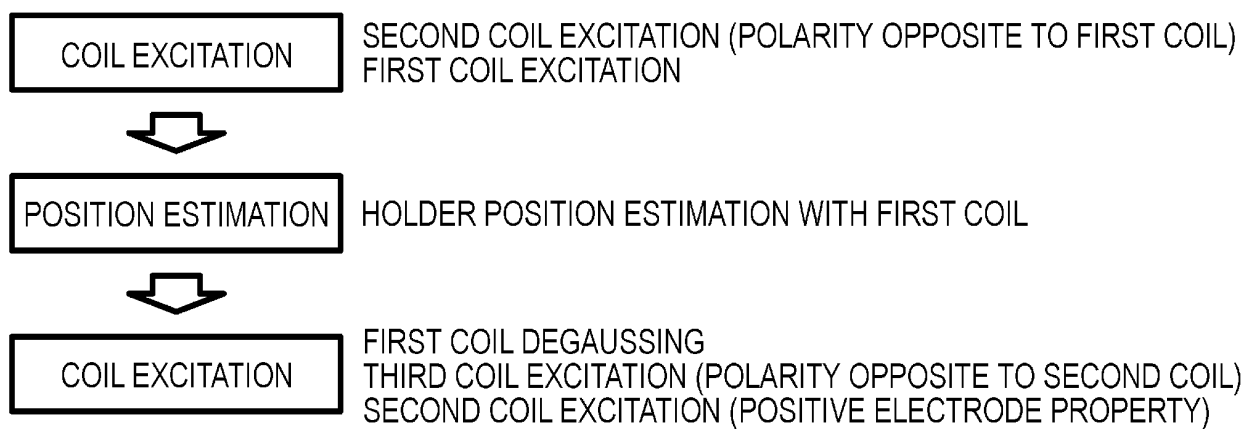 COIL EXCITATION
SECOND COIL EXCITATION (POLARITY OPPOSITE TO FIRST COIL)
FIRST COIL EXCITATION
POSITION ESTIMATION
HOLDER POSITION ESTIMATION WITH FIRST COIL
COIL EXCITATION
FIRST COIL DEGAUSSING
THIRD COIL EXCITATION (POLARITY OPPOSITE TO SECOND COIL)
SECOND COIL EXCITATION (POSITIVE ELECTRODE PROPERTY)